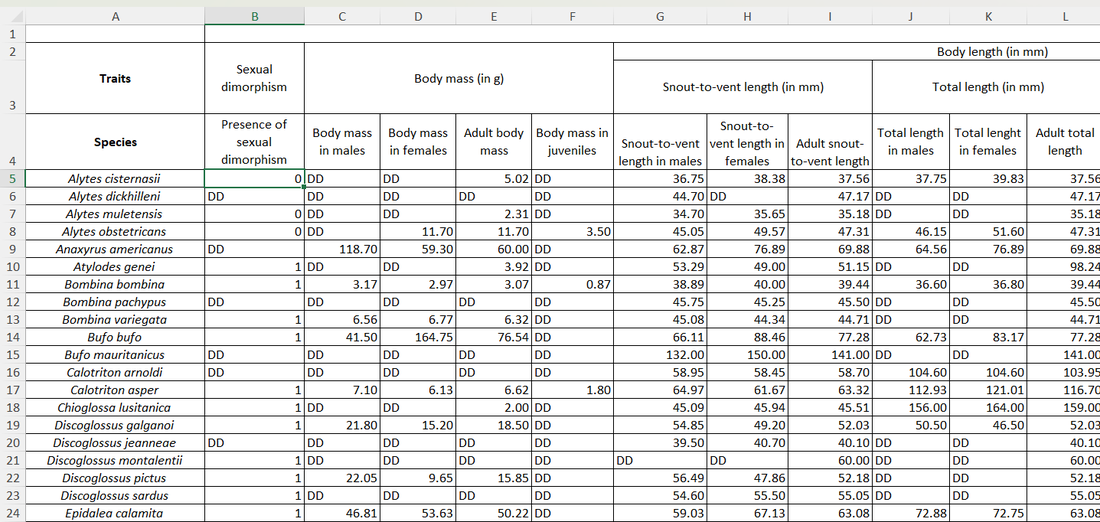 A B C D E F G H I J K L
1
2 Body length (in mm)
Traits Sexual dimorphism Body mass (in g) Snout-to-vent length (in mm) Total length (in mm)
3
Species Presence of sexual dimorphism Body mass in males Body mass in females Adult body mass Body mass in juveniles Snout-to-vent length in males Snout-to-vent length in females Adult snout-to-vent length Total length in males Total lenght in females Adult total length
4
5 Alytes cisternasii 0 DD DD 5.02 DD 36.75 38.38 37.56 37.75 39.83 37.56
6 Alytes dickhilleni DD DD DD DD DD 44.70 DD 47.17 DD DD 47.17
7 Alytes muletensis 0 DD DD 2.31 DD 34.70 35.65 35.18 DD DD 35.18
8 Alytes obstetricans 0 DD 11.70 11.70 3.50 45.05 49.57 47.31 46.15 51.60 47.31
9 Anaxyrus americanus DD 118.70 59.30 60.00 DD 62.87 76.89 69.88 64.56 76.89 69.88
10 Atylodes genei 1 DD DD 3.92 DD 53.29 49.00 51.15 DD DD 98.24
11 Bombina bombina 1 3.17 2.97 3.07 0.87 38.89 40.00 39.44 36.60 36.80 39.44
12 Bombina pachypus DD DD DD DD DD 45.75 45.25 45.50 DD DD 45.50
13 Bombina variegata 1 6.56 6.77 6.32 DD 45.08 44.34 44.71 DD DD 44.71
14 Bufo bufo 1 41.50 164.75 76.54 DD 66.11 88.46 77.28 62.73 83.17 77.28
15 Bufo mauritanicus DD DD DD DD DD 132.00 150.00 141.00 DD DD 141.00
16 Calotriton arnoldi DD DD DD DD DD 58.95 58.45 58.70 104.60 104.60 103.95
17 Calotriton asper 1 7.10 6.13 6.62 1.80 64.97 61.67 63.32 112.93 121.01 116.70
18 Chioglossa lusitanica 1 DD DD 2.00 DD 45.09 45.94 45.51 156.00 164.00 159.00
19 Discoglossus galganoi 1 21.80 15.20 18.50 DD 54.85 49.20 52.03 50.50 46.50 52.03
20 Discoglossus jeanneae DD DD DD DD DD 39.50 40.70 40.10 DD DD 40.10
21 Discoglossus montalentii 1 DD DD DD DD DD DD 60.00 DD DD 60.00
22 Discoglossus pictus 1 22.05 9.65 15.85 DD 56.49 47.86 52.18 DD DD 52.18
23 Discoglossus sardus 1 DD DD DD DD 54.60 55.50 55.05 DD DD 55.05
24 Epidalea calamita 1 46.81 53.63 50.22 DD 59.03 67.13 63.08 72.88 72.75 63.08